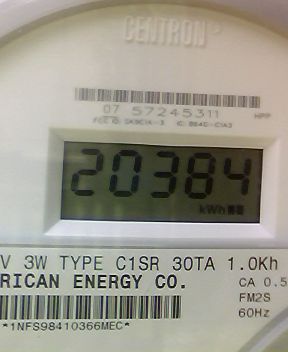 CENTRON®
07 57245311
HPP
20384
kWh
V 3W TYPE C1SR 30TA 1.0Kh
RICAN ENERGY CO.
CA 0.5
FM2S
60Hz
*1NFS98410366MEC*